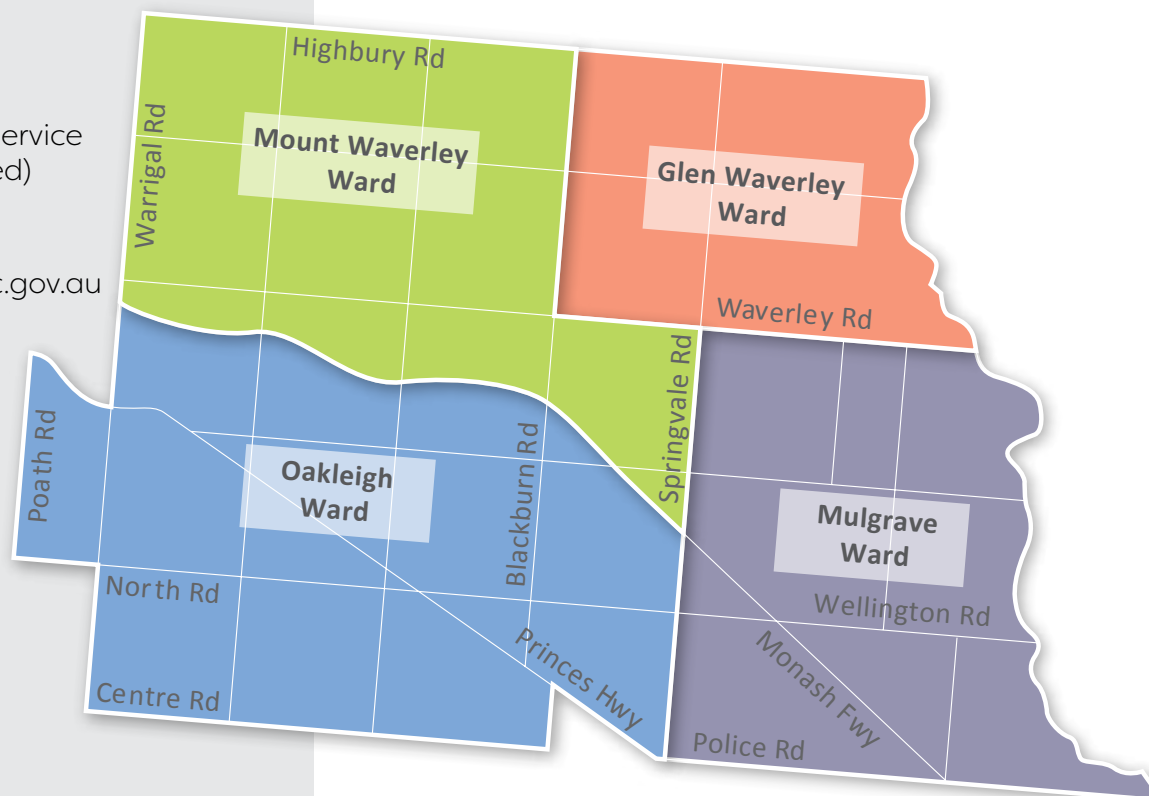 ervice
ed)
c.gov.au
Highbury Rd
Warrigal Rd
Mount Waverley
Ward
Glen Waverley
Ward
Waverley Rd
Springvale Rd
Poath Rd
Oakleigh
Ward
Blackburn Rd
Mulgrave
Ward
North Rd
Wellington Rd
Princes Hwy
Monash Fwy
Centre Rd
Police Rd